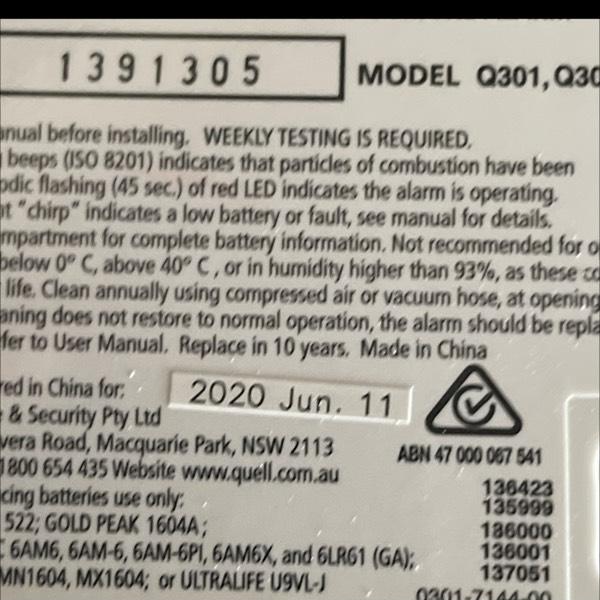 1391305
MODEL Q301, Q30
anual before installing. WEEKLY TESTING IS REQUIRED.
beeps (ISO 8201) indicates that particles of combustion have been
odic flashing (45 sec.) of red LED indicates the alarm is operating.
nt "chirp" indicates a low battery or fault, see manual for details.
mpartment for complete battery information. Not recommended for o
below 0° C, above 40° C, or in humidity higher than 93%, as these co
life. Clean annually using compressed air or vacuum hose, at opening
aning does not restore to normal operation, the alarm should be repla
fer to User Manual. Replace in 10 years. Made in China
red in China for:
2020 Jun. 11
& Security Pty Ltd
vera Road, Macquarie Park, NSW 2113
1800 654 435 Website www.quell.com.au
ABN 47 000 067 541
cing batteries use only:
522; GOLD PEAK 1604A;
6AM6, 6AM-6, 6AM-6PI, 6AM6X, and 6LR61 (GA);
MN1604, MX1604; or ULTRALIFE U9VL-J
136423
135999
136000
136001
137051
0301-7144-00